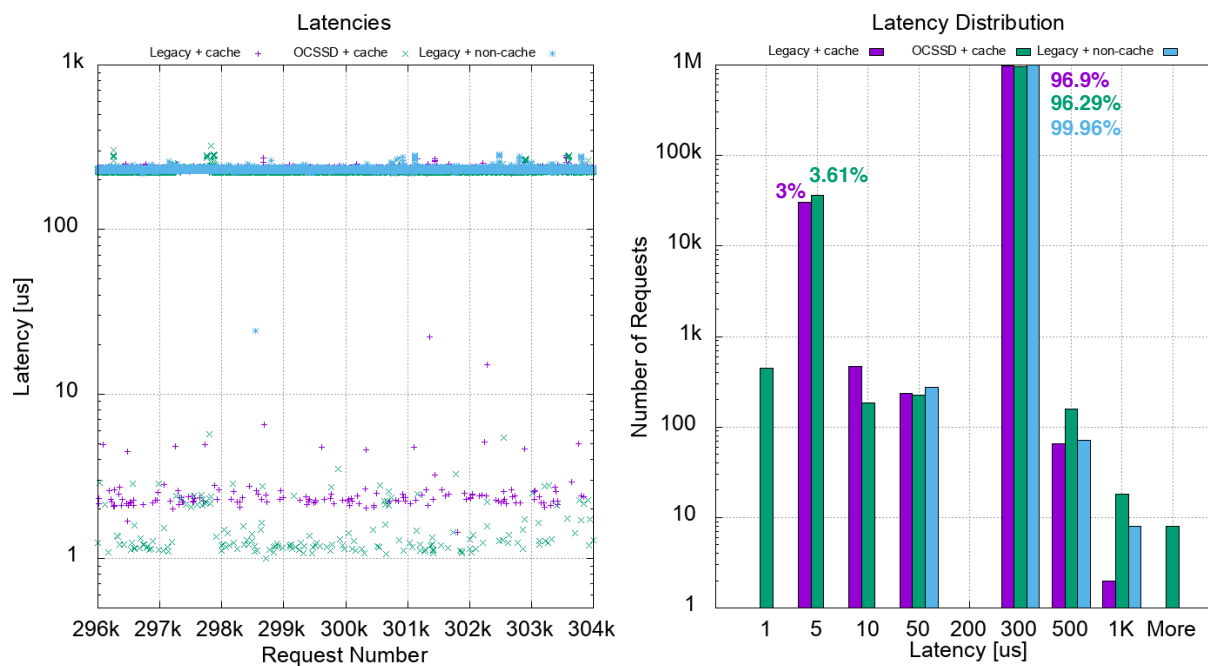 Latencies
Legacy + cache OCSSD + cache Legacy + non-cache
1k
100
10
1
Latency [us]
296k 297k 298k 299k 300k 301k 302k 303k 304k
Request Number
Latency Distribution
Legacy + cache OCSSD + cache Legacy + non-cache
1M
100k
10k
1k
100
10
1
Number of Requests
96.9%
96.29%
99.96%
3.61%
3%
1 5 10 50 200 300 500 1K More
Latency [us]